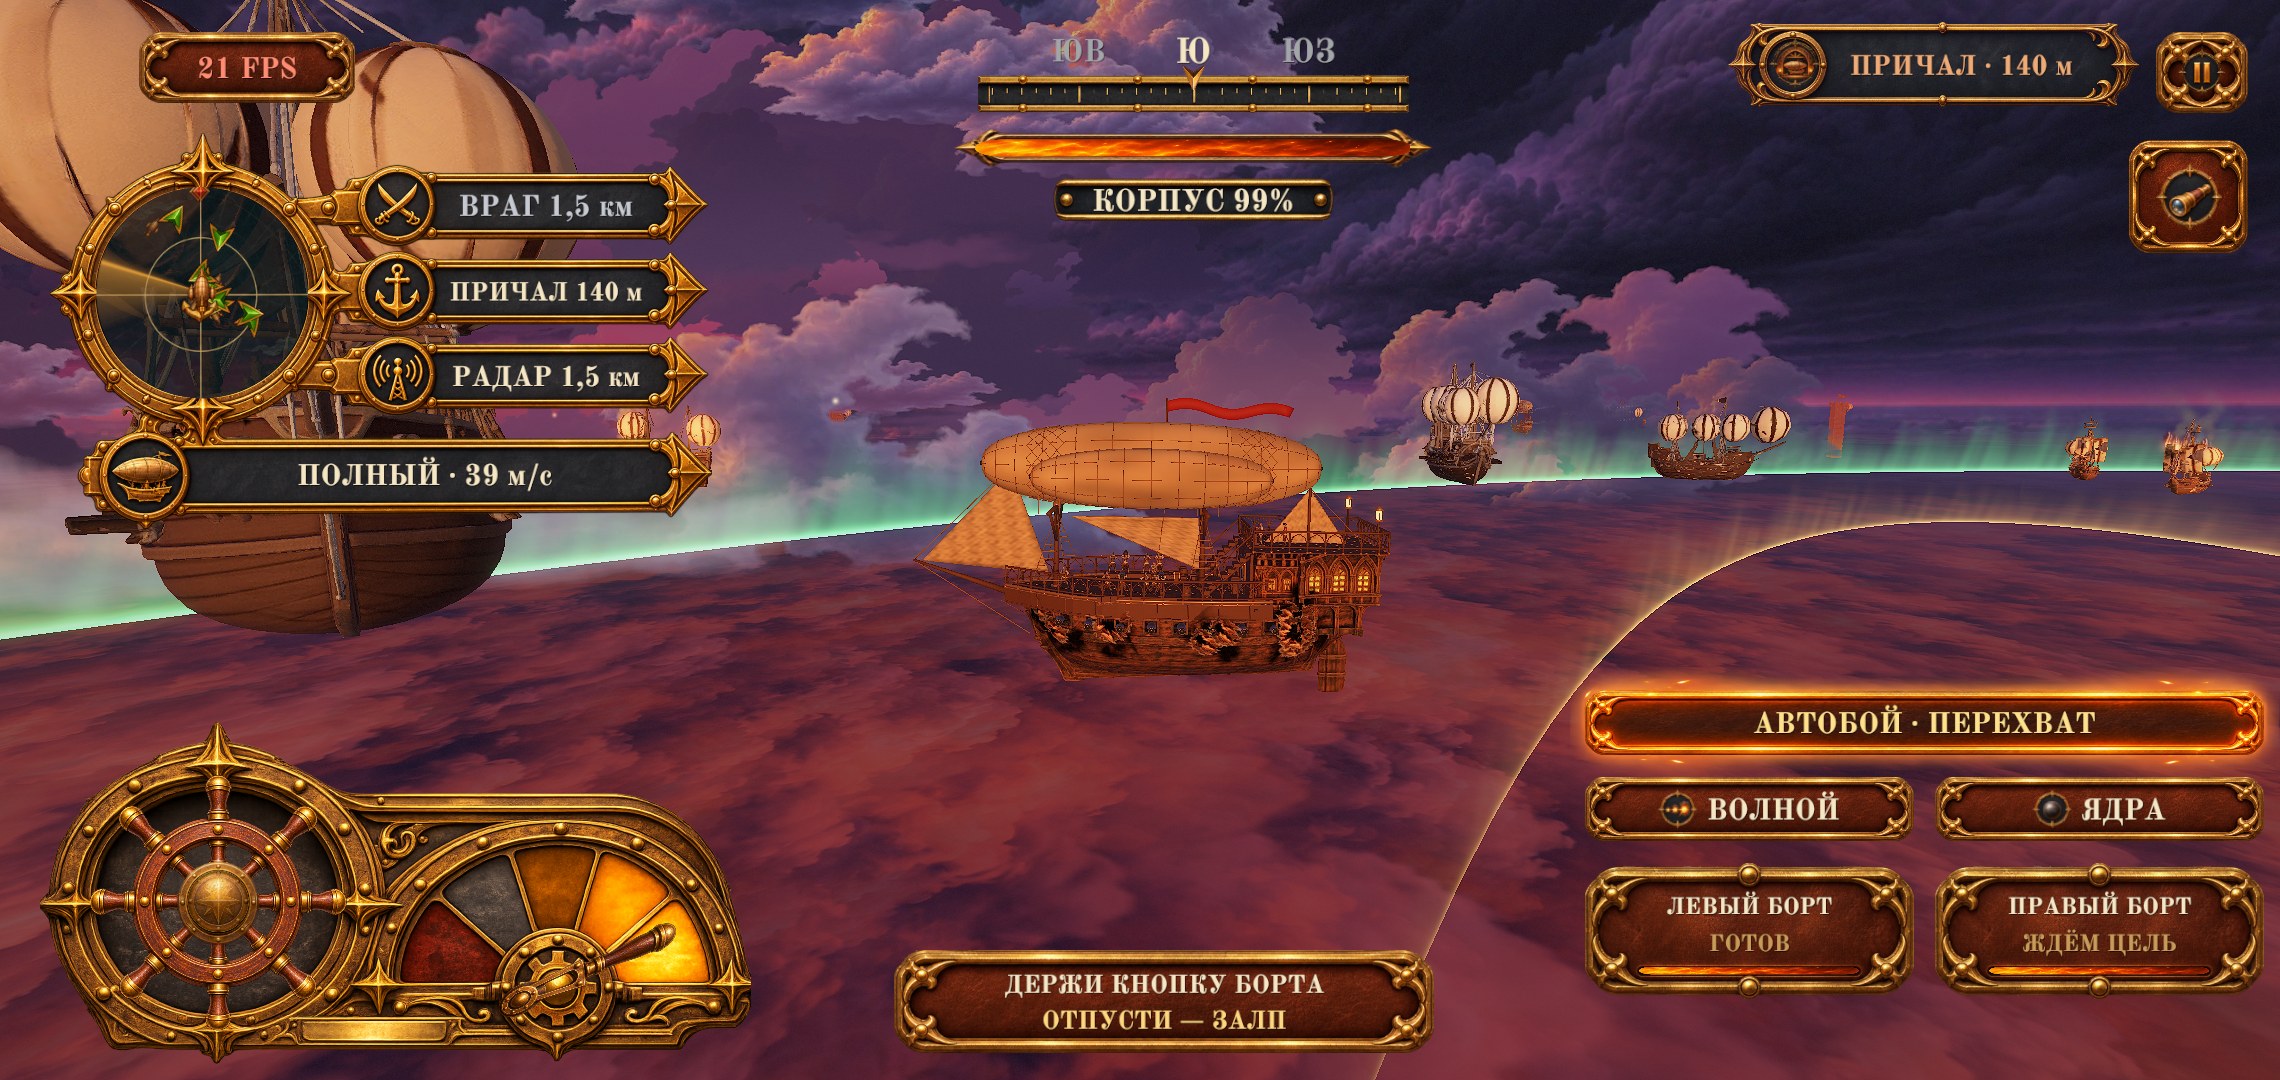 21 FPS
ЮВ Ю ЮЗ
ПРИЧАЛ · 140 м
КОРПУС 99%
ВРАГ 1,5 км
ПРИЧАЛ 140 м
РАДАР 1,5 км
ПОЛНЫЙ · 39 м/с
АВТОБОЙ · ПЕРЕХВАТ
ВОЛНОЙ
ЯДРА
ЛЕВЫЙ БОРТ
ГОТОВ
ПРАВЫЙ БОРТ
ЖДЁМ ЦЕЛЬ
ДЕРЖИ КНОПКУ БОРТА
ОТПУСТИ — ЗАЛП